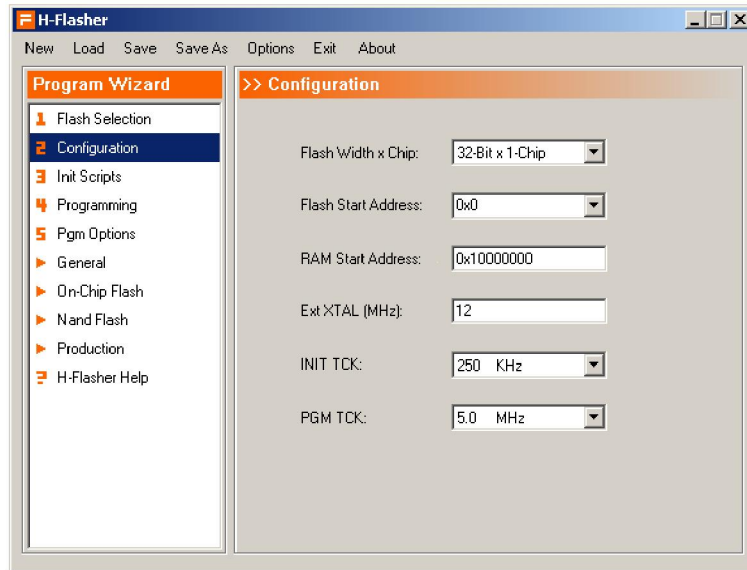 H-Flasher
New Load Save Save As Options Exit About
Program Wizard
1 Flash Selection
2 Configuration
3 Init Scripts
4 Programming
5 Pgm Options
General
On-Chip Flash
Nand Flash
Production
? H-Flasher Help
>> Configuration
Flash Width x Chip: 32-Bit x 1-Chip
Flash Start Address: 0x0
RAM Start Address: 0x10000000
Ext XTAL (MHz): 12
INIT TCK: 250 KHz
PGM TCK: 5.0 MHz